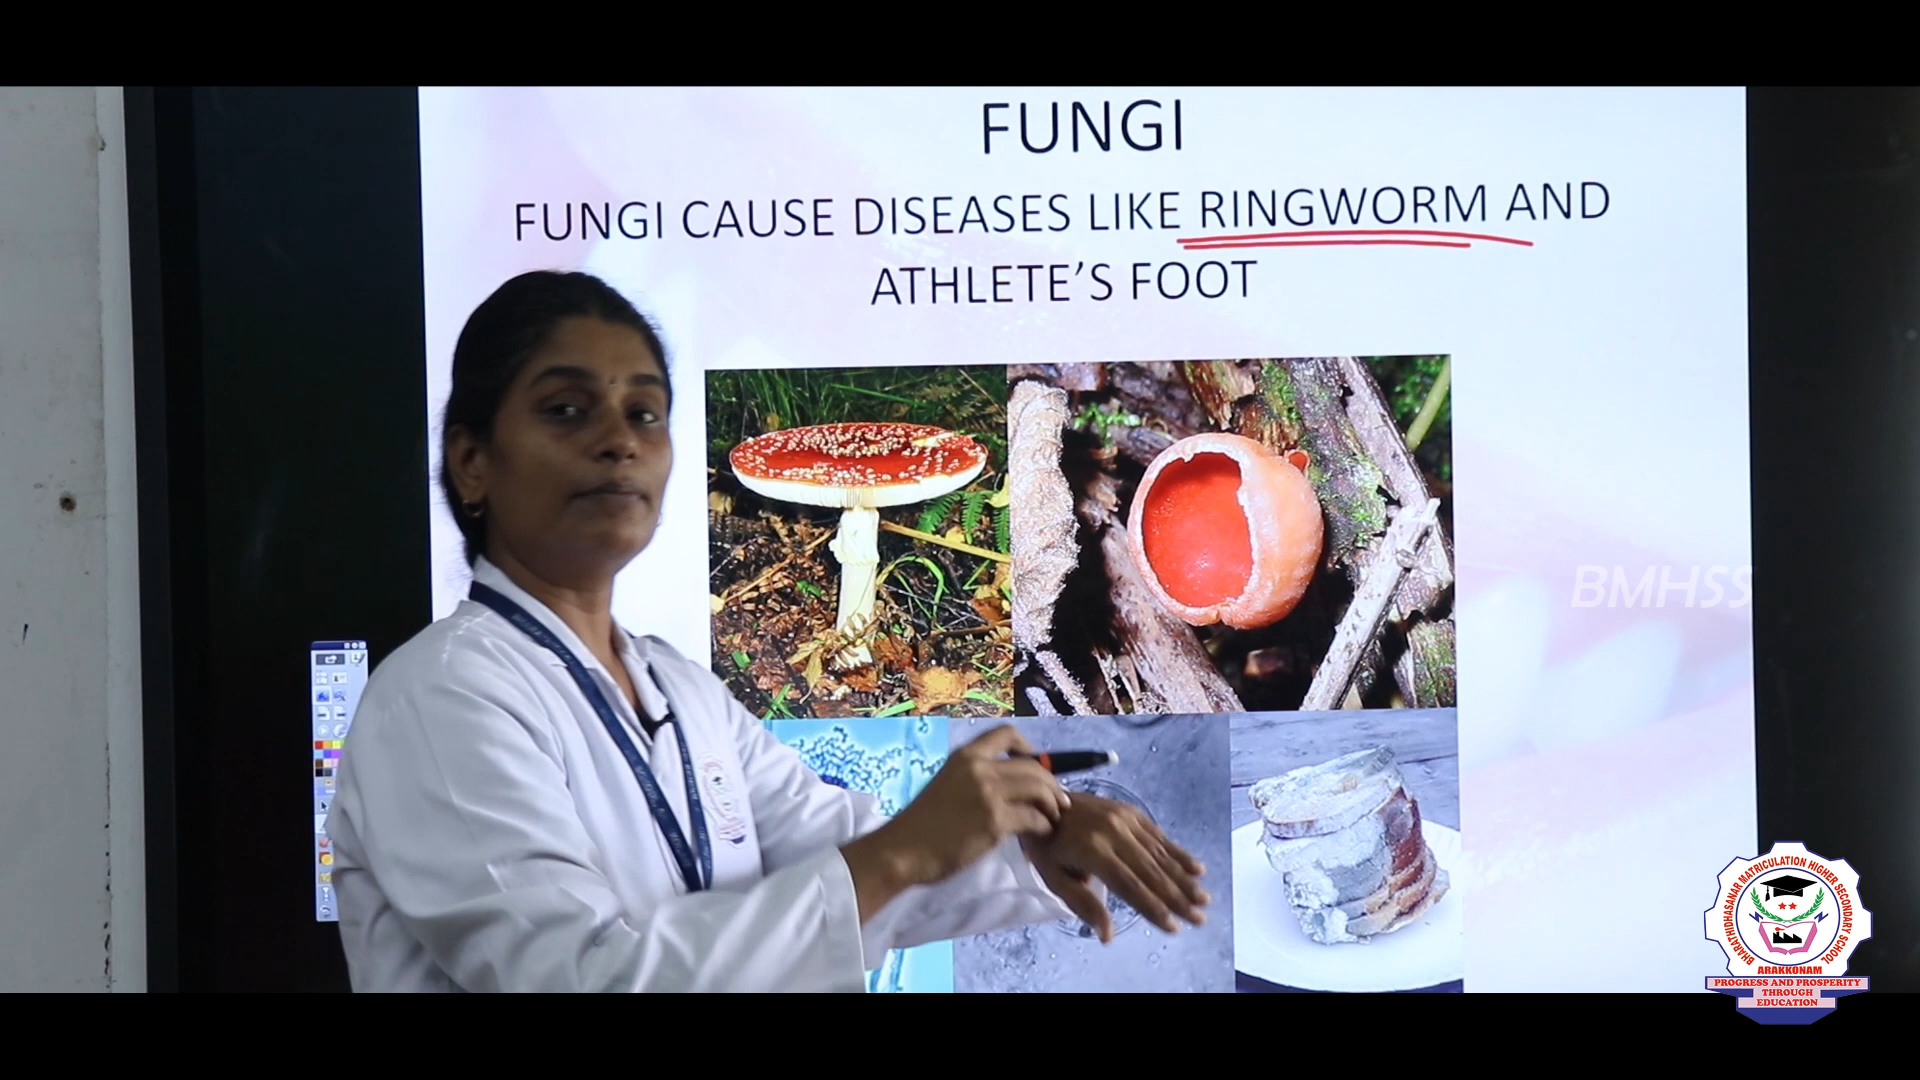 FUNGI
FUNGI CAUSE DISEASES LIKE RINGWORM AND
ATHLETE'S FOOT
BMHSS
BHARATHIDHASANAR MATRICULATION HIGHER SECONDARY SCHOOL
ARAKKONAM
PROGRESS AND PROSPERITY
THROUGH
EDUCATION